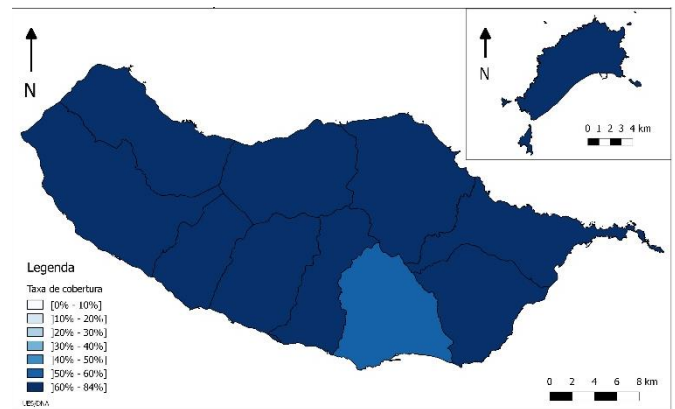 N
N
0 1 2 3 4 km
Legenda
Taxa de cobertura
[0% - 10%]
]10% - 20%]
]20% - 30%]
]30% - 40%]
]40% - 50%]
]50% - 60%]
]60% - 84%]
0 2 4 6 8 km